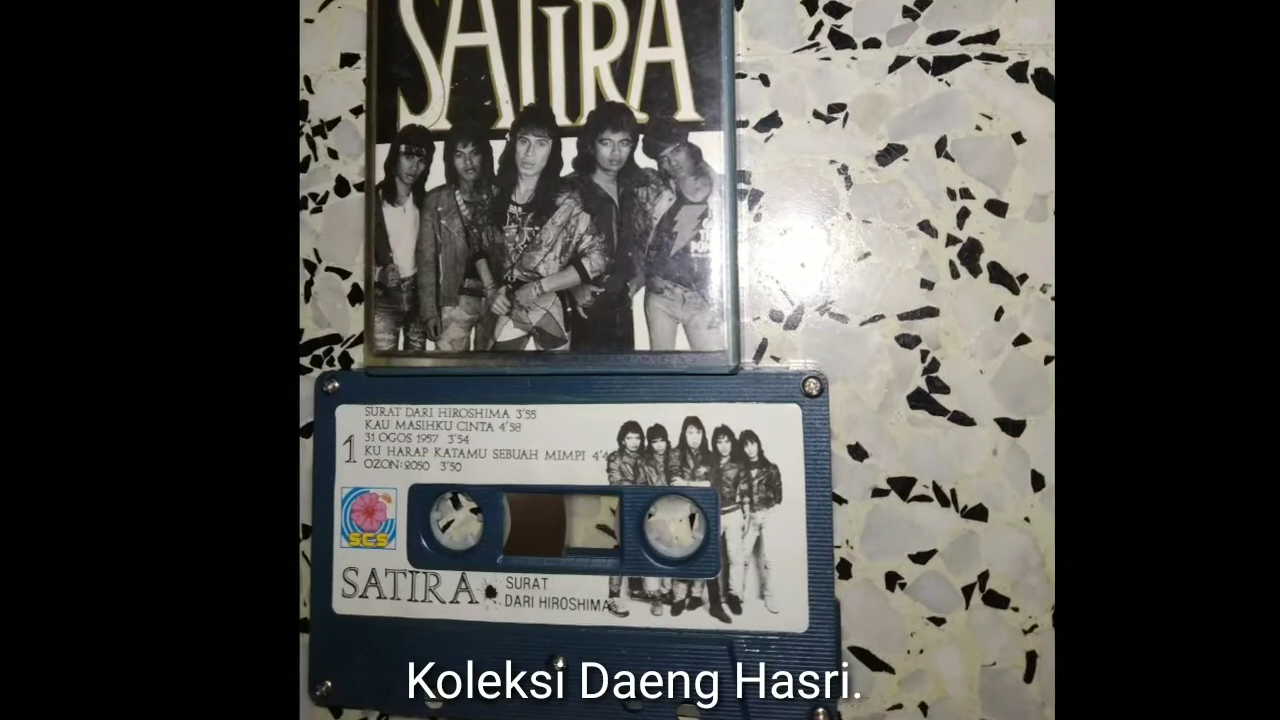 SATIRA
SURAT DARI HIROSHIMA 3'55
KAU MASIHKU CINTA 4'58
31 OGOS 1957 3'54
1
KU HARAP KATAMU SEBUAH MIMPI
OZON:2050 3'50
SCS
SATIRA
SURAT
DARI HIROSHIMA
Koleksi Daeng Hasri.